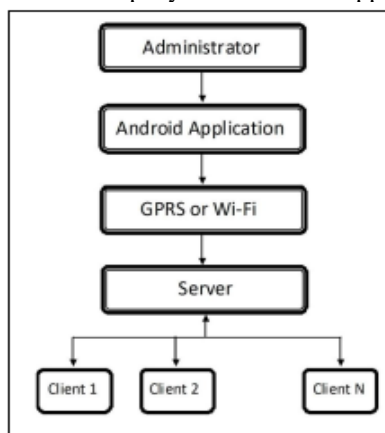 Administrator
Android Application
GPRS or Wi-Fi
Server
Client 1
Client 2
Client N